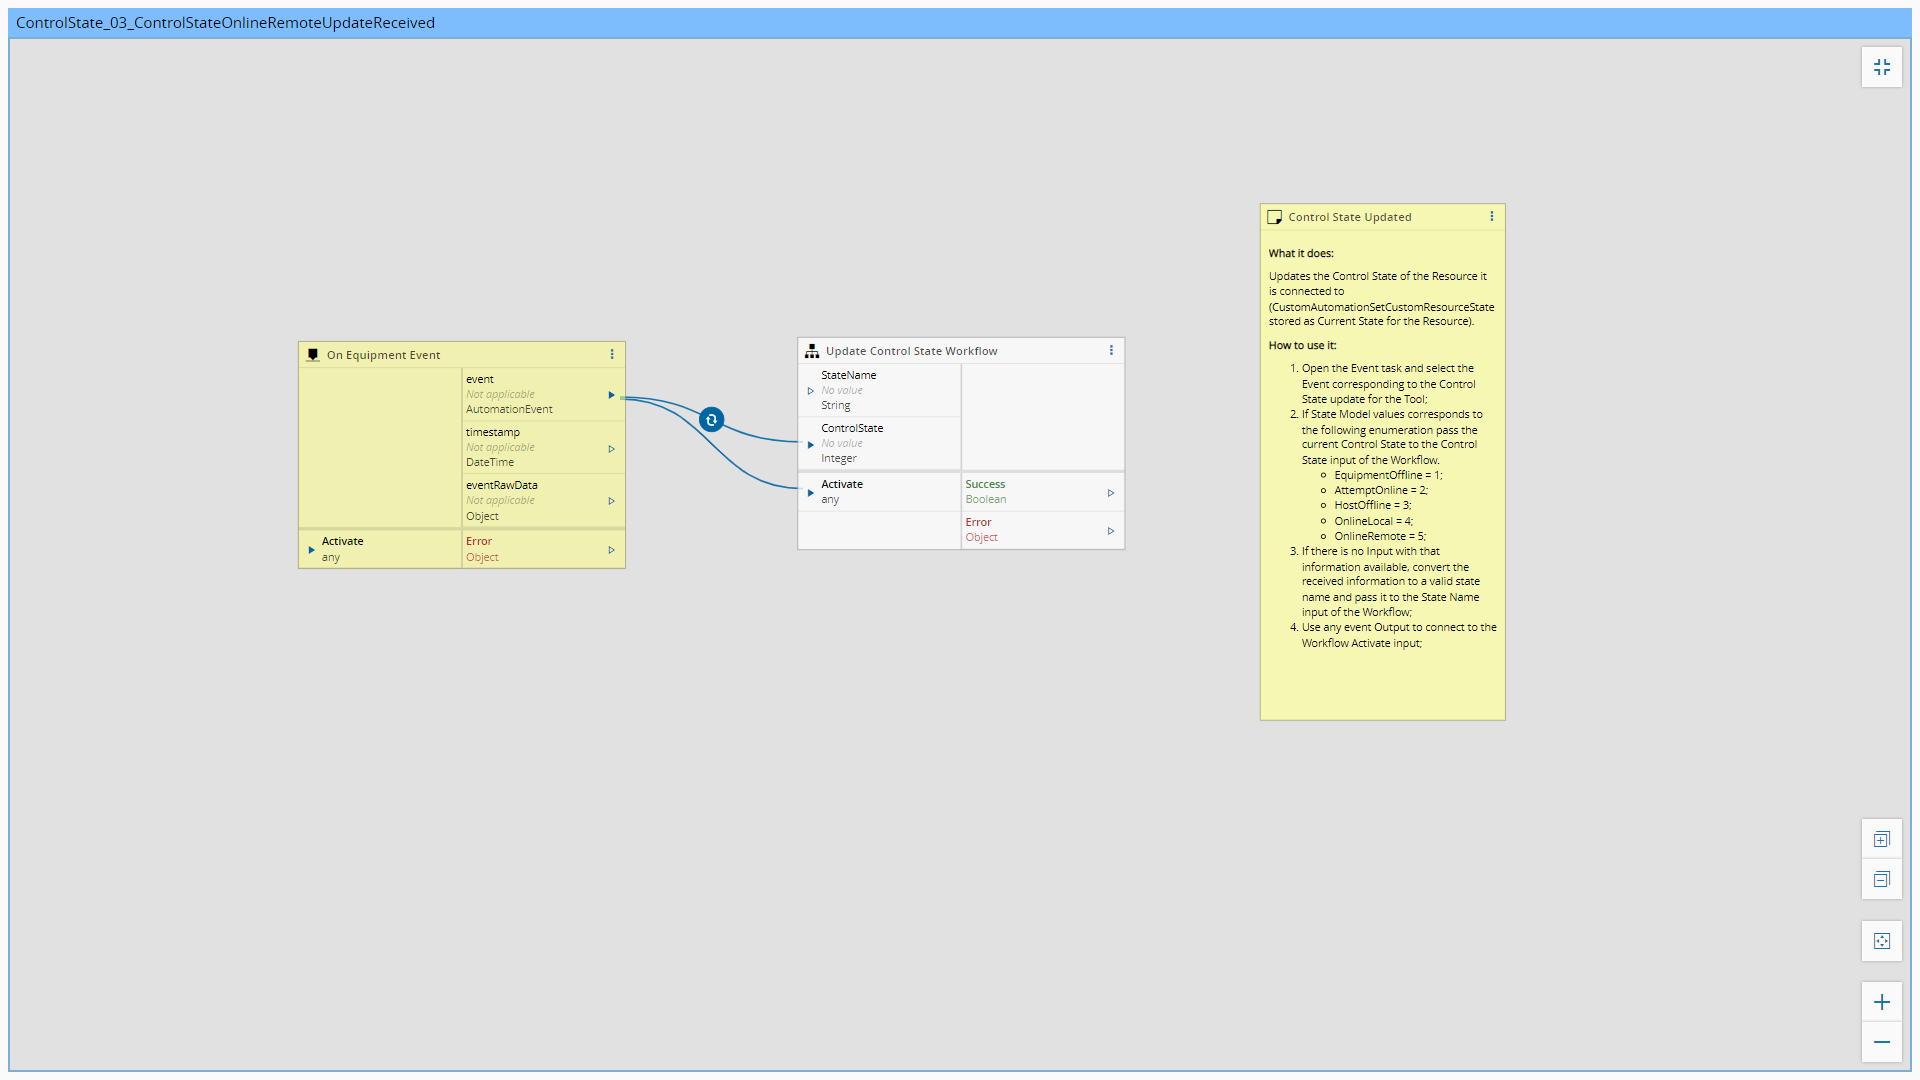 ControlState_03_ControlStateOnlineRemoteUpdateReceived
On Equipment Event
event
Not applicable
AutomationEvent
timestamp
Not applicable
DateTime
eventRawData
Not applicable
Object
Activate
any
Error
Object
Update Control State Workflow
StateName
No value
String
ControlState
No value
Integer
Activate
any
Success
Boolean
Error
Object
Control State Updated
What it does:
Updates the Control State of the Resource it
is connected to
(CustomAutomationSetCustomResourceState
stored as Current State for the Resource).
How to use it:
1. Open the Event task and select the
Event corresponding to the Control
State update for the Tool;
2. If State Model values corresponds to
the following enumeration pass the
current Control State to the Control
State input of the Workflow.
EquipmentOffline = 1;
AttemptOnline = 2;
HostOffline = 3;
OnlineLocal = 4;
OnlineRemote = 5;
3. If there is no Input with that
information available, convert the
received information to a valid state
name and pass it to the State Name
input of the Workflow;
4. Use any event Output to connect to the
Workflow Activate input;